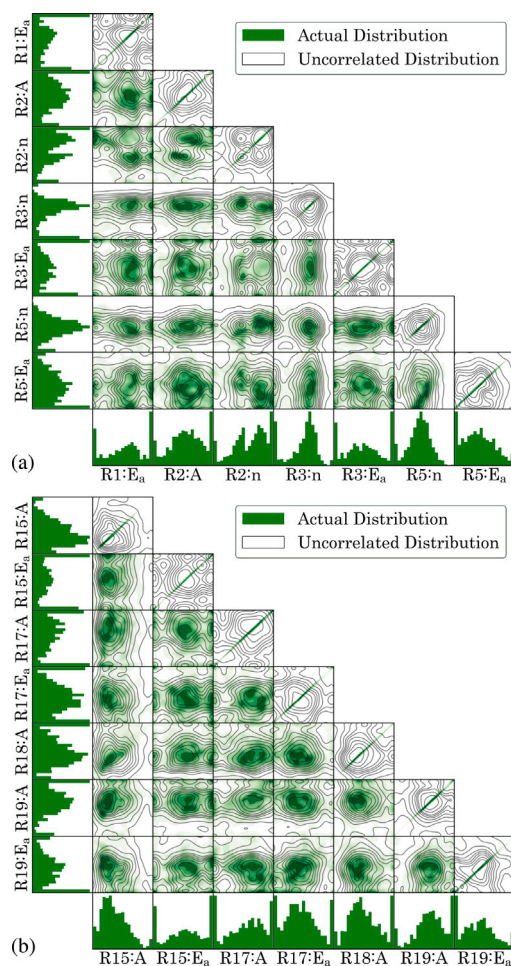 Actual Distribution
Uncorrelated Distribution
R1:Eₐ
R2:A
R2:n
R3:n
R3:Eₐ
R5:n
R5:Eₐ
(a)
R1:Eₐ R2:A R2:n R3:n R3:Eₐ R5:n R5:Eₐ
Actual Distribution
Uncorrelated Distribution
R15:A
R15:Eₐ
R17:A
R17:Eₐ
R18:A
R19:A
R19:Eₐ
(b)
R15:A R15:Eₐ R17:A R17:Eₐ R18:A R19:A R19:Eₐ